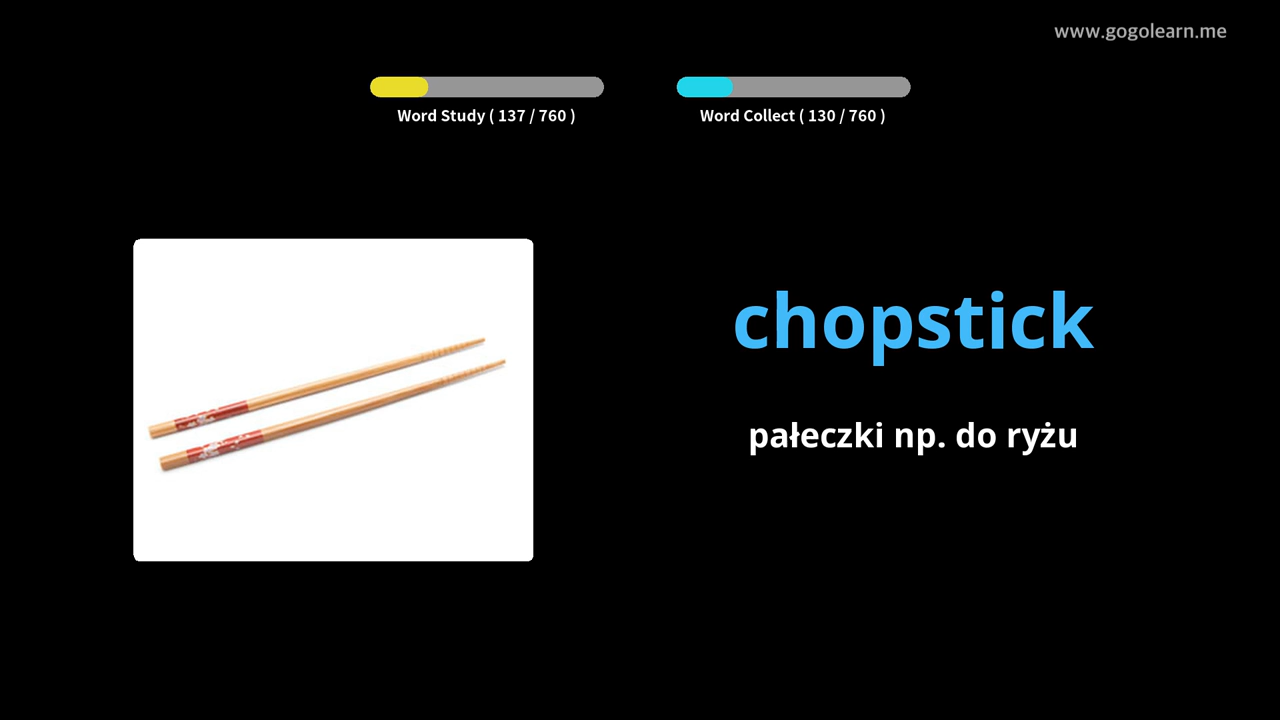 www.gogolearn.me
Word Study ( 137 / 760 )
Word Collect ( 130 / 760 )
chopstick
pałeczki np. do ryżu